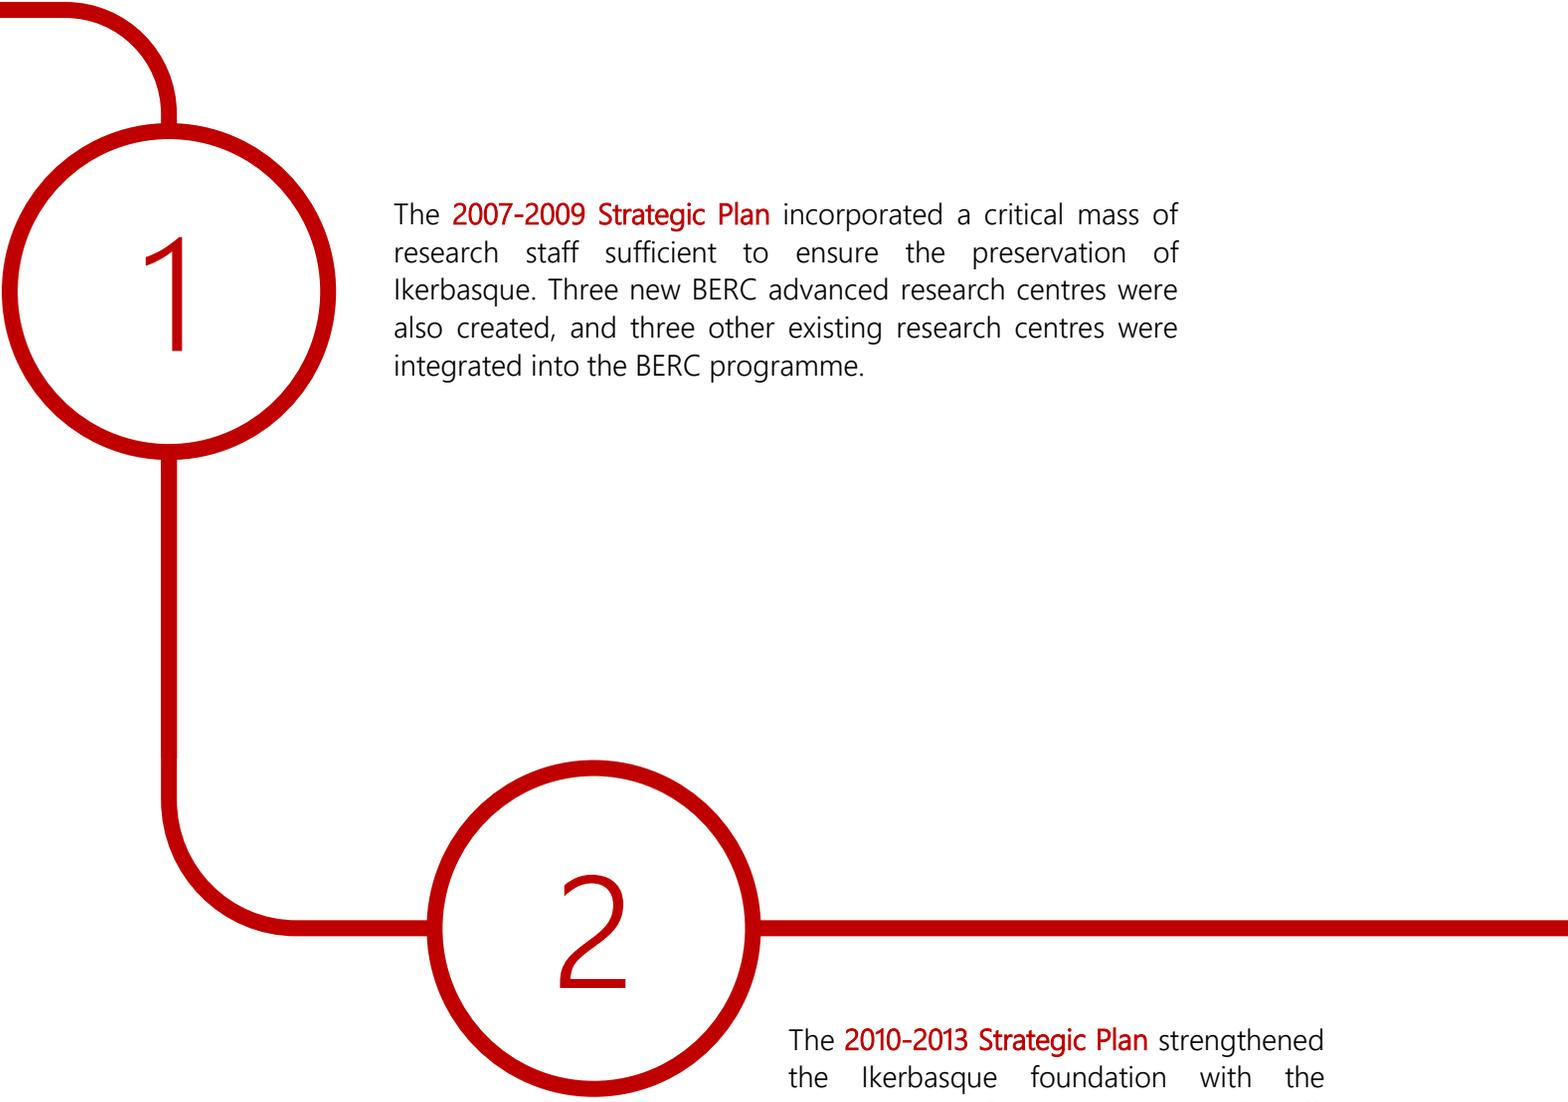 1
The 2007-2009 Strategic Plan incorporated a critical mass of
research staff sufficient to ensure the preservation of
Ikerbasque. Three new BERC advanced research centres were
also created, and three other existing research centres were
integrated into the BERC programme.
2
The 2010-2013 Strategic Plan strengthened
the Ikerbasque foundation with the